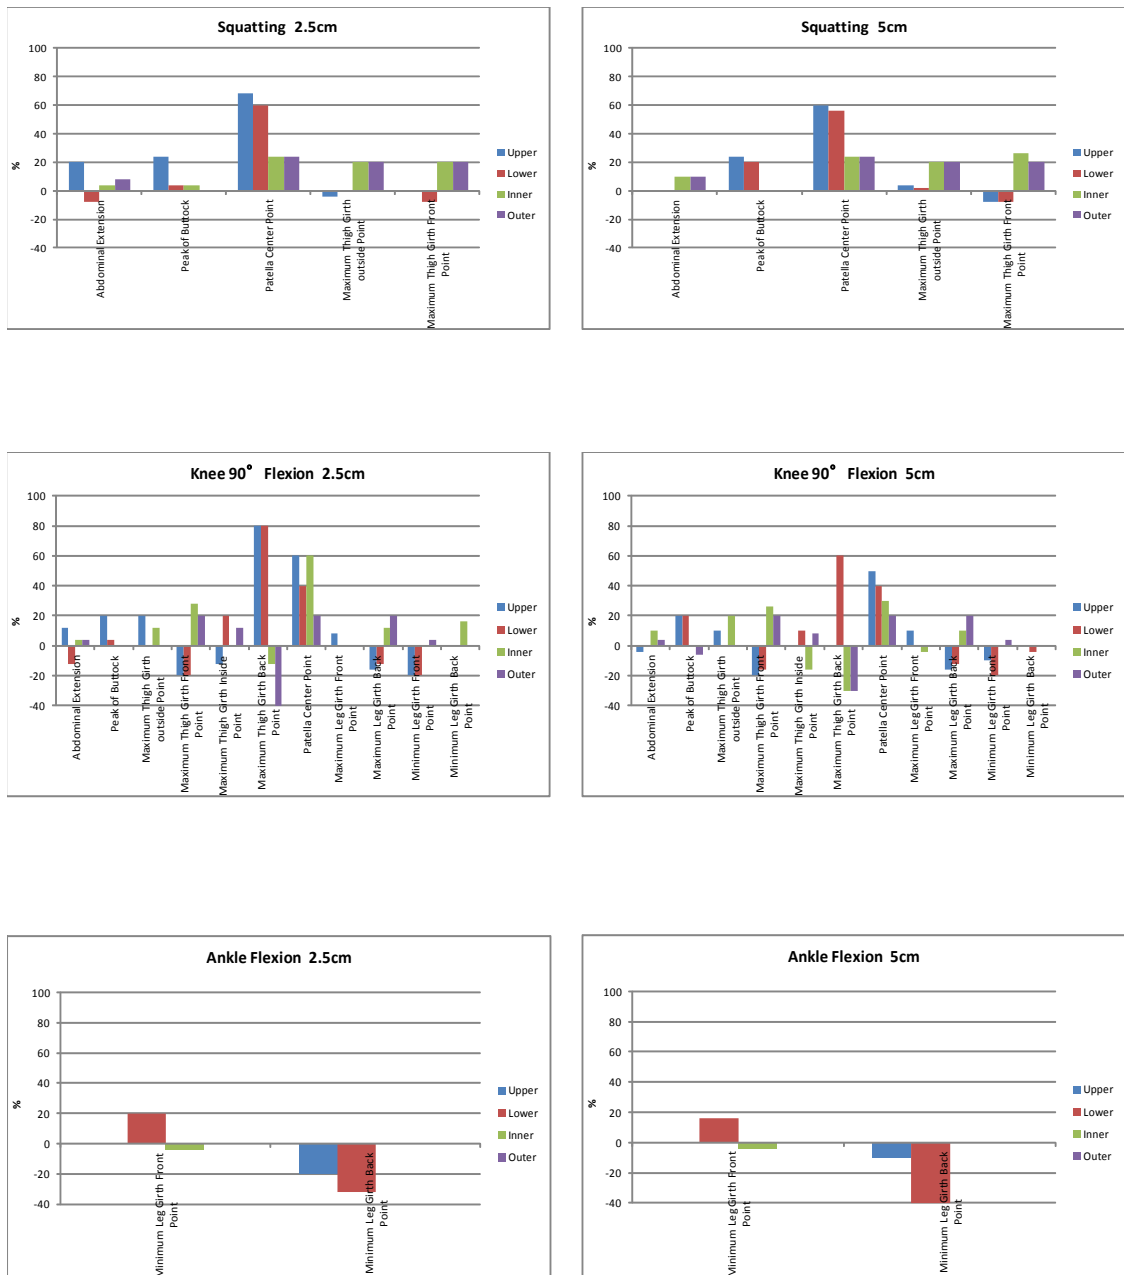 Squatting 2.5cm
100
80
60
40
20
0
-20
-40
%
Abdominal Extension
Peak of Buttock
Patella Center Point
Maximum Thigh Girth
outside Point
Maximum Thigh Girth Front
Point
Upper
Lower
Inner
Outer
Squatting 5cm
100
80
60
40
20
0
-20
-40
%
Abdominal Extension
Peak of Buttock
Patella Center Point
Maximum Thigh Girth
outside Point
Maximum Thigh Girth Front
Point
Upper
Lower
Inner
Outer
Knee 90° Flexion 2.5cm
100
80
60
40
20
0
-20
-40
%
Abdominal Extension
Peak of Buttock
Maximum Thigh Girth
outside Point
Maximum Thigh Girth Front
Point
Maximum Thigh Girth Inside
Point
Maximum Thigh Girth Back
Point
Patella Center Point
Maximum Leg Girth Front
Point
Maximum Leg Girth Back
Point
Minimum Leg Girth Front
Point
Minimum Leg Girth Back
Point
Upper
Lower
Inner
Outer
Knee 90° Flexion 5cm
100
80
60
40
20
0
-20
-40
%
Abdominal Extension
Peak of Buttock
Maximum Thigh Girth
outside Point
Maximum Thigh Girth Front
Point
Maximum Thigh Girth Inside
Point
Maximum Thigh Girth Back
Point
Patella Center Point
Maximum Leg Girth Front
Point
Maximum Leg Girth Back
Point
Minimum Leg Girth Front
Point
Minimum Leg Girth Back
Point
Upper
Lower
Inner
Outer
Ankle Flexion 2.5cm
100
80
60
40
20
0
-20
-40
%
Minimum Leg Girth Front
Point
Minimum Leg Girth Back
Point
Upper
Lower
Inner
Outer
Ankle Flexion 5cm
100
80
60
40
20
0
-20
-40
%
Minimum Leg Girth Front
Point
Minimum Leg Girth Back
Point
Upper
Lower
Inner
Outer